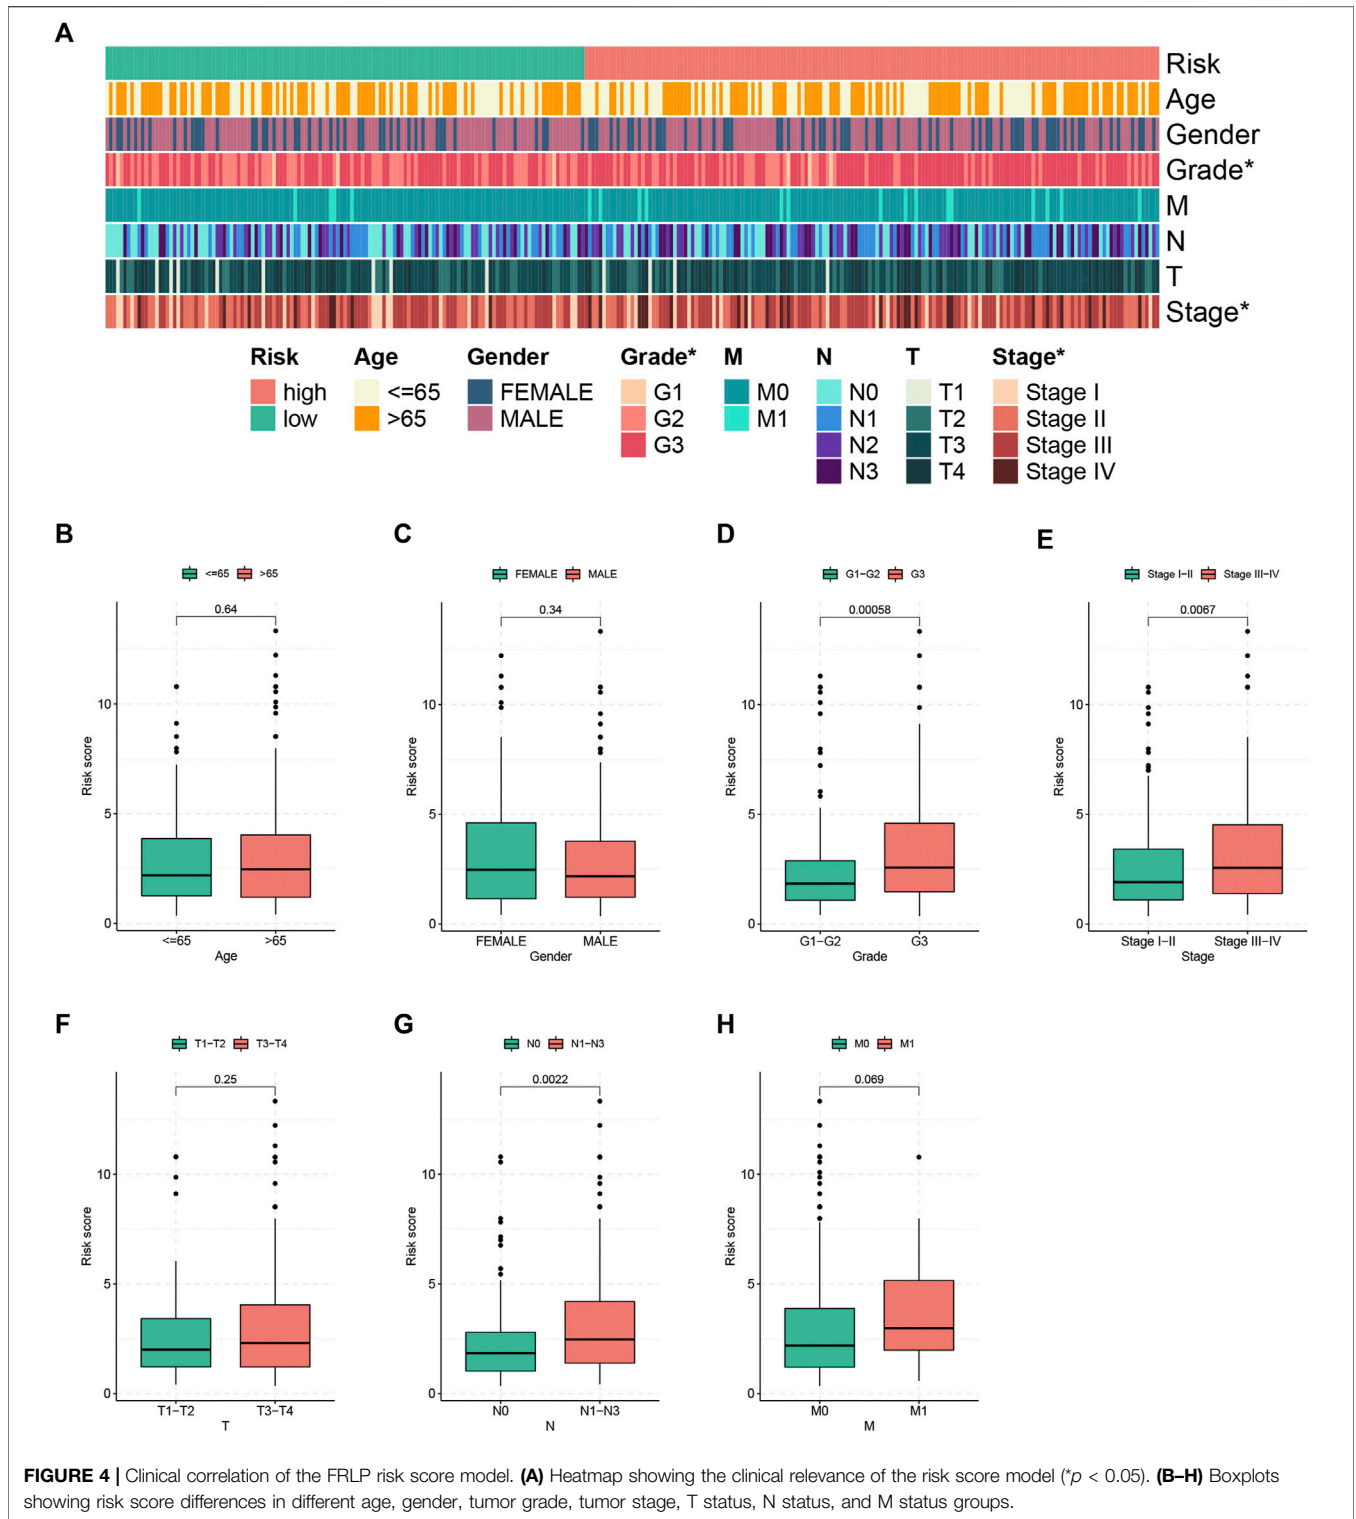 A
Risk
Age
Gender
Grade*
M
N
T
Stage*
Risk Age Gender Grade* M N T Stage*
high <=65 FEMALE G1 M0 N0 T1 Stage I
low >65 MALE G2 M1 N1 T2 Stage II
G3 N2 T3 Stage III
N3 T4 Stage IV
B
<=65 >65
0.64
10
5
0
Risk score
<=65 >65
Age
C
FEMALE MALE
0.34
10
5
0
Risk score
FEMALE MALE
Gender
D
G1−G2 G3
0.00058
10
5
0
Risk score
G1−G2 G3
Grade
E
Stage I−II Stage III−IV
0.0067
10
5
0
Risk score
Stage I−II Stage III−IV
Stage
F
T1−T2 T3−T4
0.25
10
5
0
Risk score
T1−T2 T3−T4
T
G
N0 N1−N3
0.0022
10
5
0
Risk score
N0 N1−N3
N
H
M0 M1
0.069
10
5
0
Risk score
M0 M1
M
FIGURE 4 | Clinical correlation of the FRLP risk score model. (A) Heatmap showing the clinical relevance of the risk score model (*p < 0.05). (B–H) Boxplots
showing risk score differences in different age, gender, tumor grade, tumor stage, T status, N status, and M status groups.